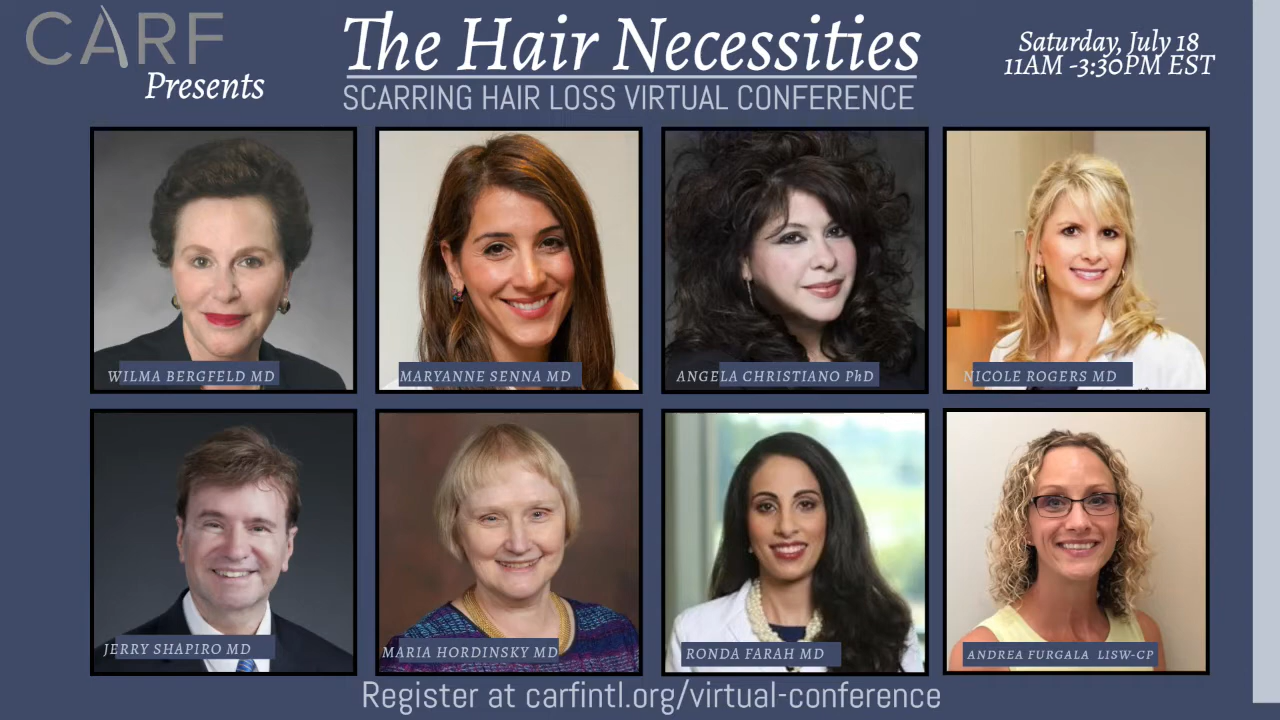 CARF
Presents
The Hair Necessities
SCARRING HAIR LOSS VIRTUAL CONFERENCE
Saturday, July 18
11AM -3:30PM EST
WILMA BERGFELD MD
MARYANNE SENNA MD
ANGELA CHRISTIANO PhD
NICOLE ROGERS MD
JERRY SHAPIRO MD
MARIA HORDINSKY MD
RONDA FARAH MD
ANDREA FURGALA LISW-CP
Register at carfintl.org/virtual-conference